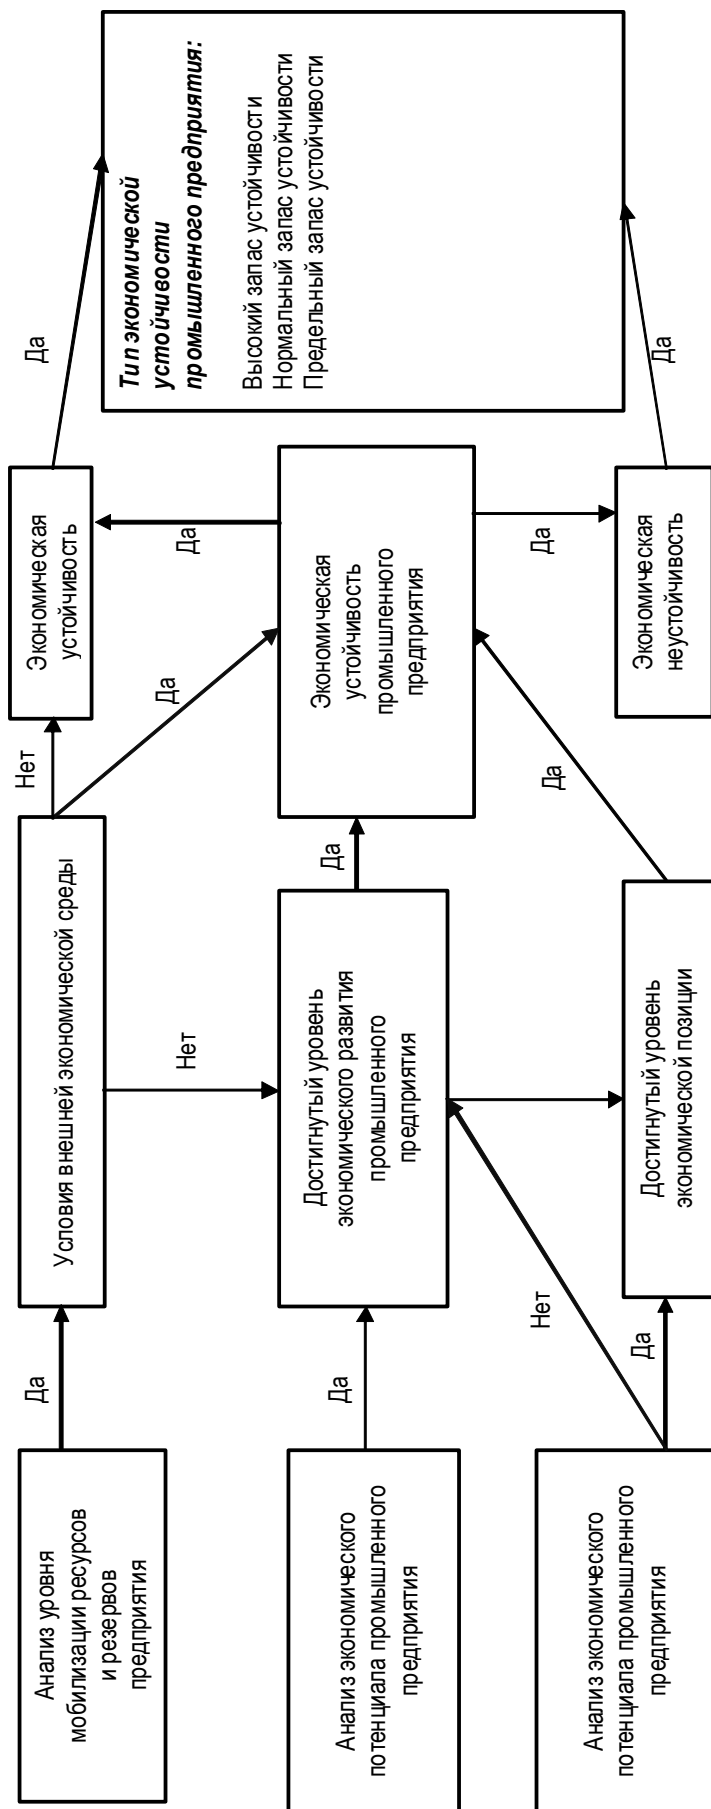 Анализ уровня
мобилизации ресурсов
и резервов
предприятия
Да
Условия внешней экономической среды
Нет
Экономическая
устойчивость
Да
Тип экономической
устойчивости
промышленного предприятия:
Высокий запас устойчивости
Нормальный запас устойчивости
Предельный запас устойчивости
Нет
Да
Да
Анализ экономического
потенциала промышленного
предприятия
Да
Достигнутый уровень
экономического развития
промышленного
предприятия
Да
Экономическая
устойчивость
промышленного
предприятия
Нет
Да
Да
Анализ экономического
потенциала промышленного
предприятия
Да
Достигнутый уровень
экономической позиции
Экономическая
неустойчивость
Да